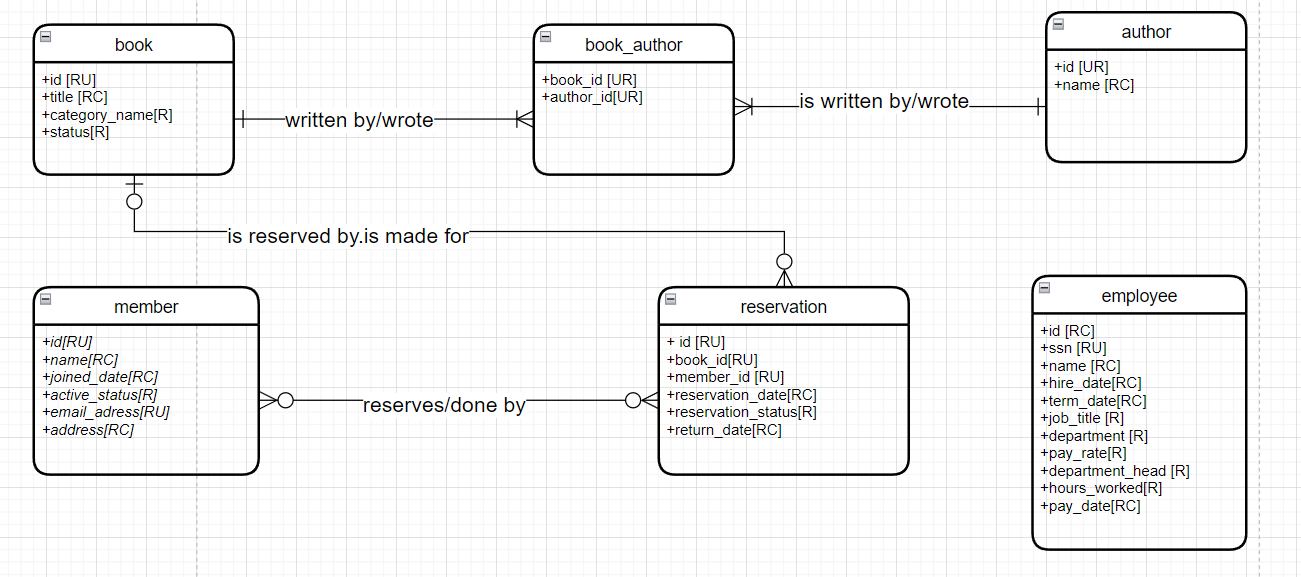 book
+id [RU]
+title [RC]
+category_name[R]
+status[R]
written by/wrote
book_author
+book_id [UR]
+author_id[UR]
is written by/wrote
author
+id [UR]
+name [RC]
is reserved by.is made for
member
+id[RU]
+name[RC]
+joined_date[RC]
+active_status[R]
+email_adress[RU]
+address[RC]
reserves/done by
reservation
+ id [RU]
+book_id[RU]
+member_id [RU]
+reservation_date[RC]
+reservation_status[R]
+return_date[RC]
employee
+id [RC]
+ssn [RU]
+name [RC]
+hire_date[RC]
+term_date[RC]
+job_title [R]
+department [R]
+pay_rate[R]
+department_head [R]
+hours_worked[R]
+pay_date[RC]